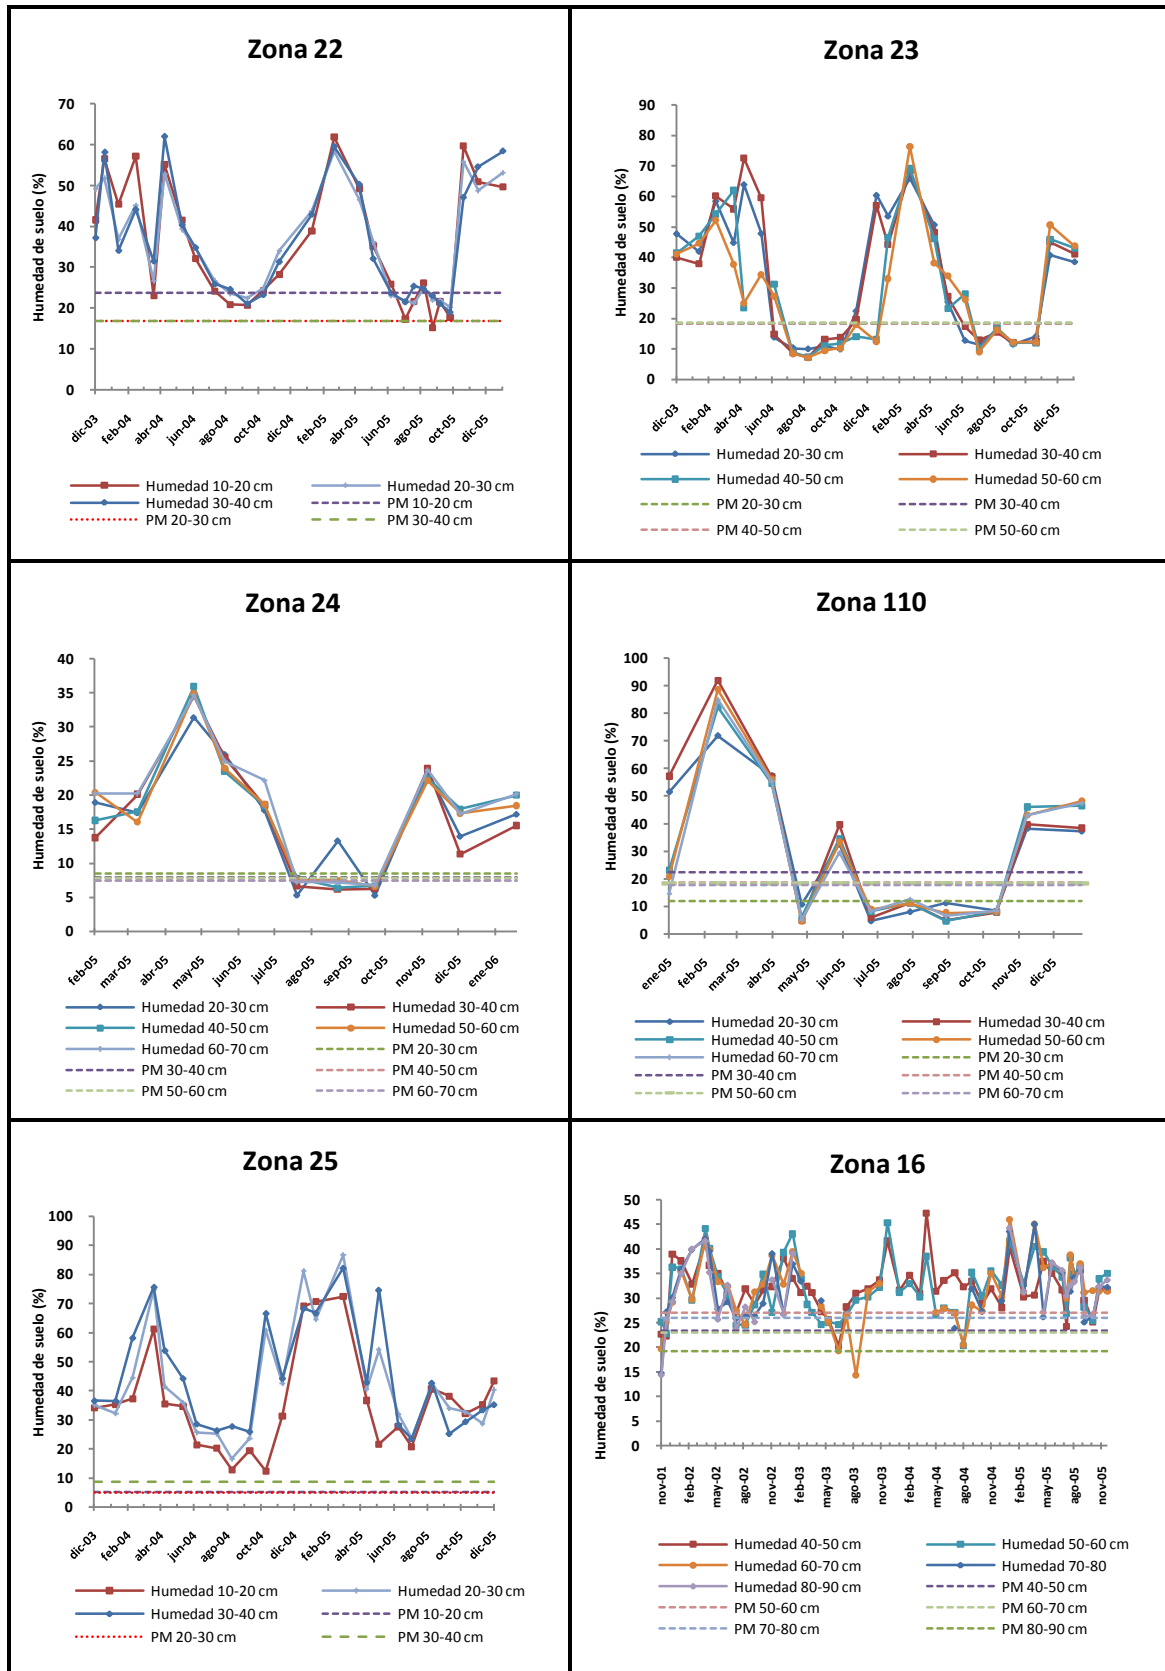 Zona 22
Humedad de suelo (%)
70
60
50
40
30
20
10
0
dic-03 feb-04 abr-04 jun-04 ago-04 oct-04 dic-04 feb-05 abr-05 jun-05 ago-05 oct-05 dic-05
Humedad 10-20 cm Humedad 20-30 cm
Humedad 30-40 cm PM 10-20 cm
PM 20-30 cm PM 30-40 cm
Zona 23
Humedad de suelo (%)
90
80
70
60
50
40
30
20
10
0
dic-03 feb-04 abr-04 jun-04 ago-04 oct-04 dic-04 feb-05 abr-05 jun-05 ago-05 oct-05 dic-05
Humedad 20-30 cm Humedad 30-40 cm
Humedad 40-50 cm Humedad 50-60 cm
PM 20-30 cm PM 30-40 cm
PM 40-50 cm PM 50-60 cm
Zona 24
Humedad de suelo (%)
40
35
30
25
20
15
10
5
0
feb-05 mar-05 abr-05 may-05 jun-05 jul-05 ago-05 sep-05 oct-05 nov-05 dic-05 ene-06
Humedad 20-30 cm Humedad 30-40 cm
Humedad 40-50 cm Humedad 50-60 cm
Humedad 60-70 cm PM 20-30 cm
PM 30-40 cm PM 40-50 cm
PM 50-60 cm PM 60-70 cm
Zona 110
Humedad de suelo (%)
100
90
80
70
60
50
40
30
20
10
0
ene-05 feb-05 mar-05 abr-05 may-05 jun-05 jul-05 ago-05 sep-05 oct-05 nov-05 dic-05
Humedad 20-30 cm Humedad 30-40 cm
Humedad 40-50 cm Humedad 50-60 cm
Humedad 60-70 cm PM 20-30 cm
PM 30-40 cm PM 40-50 cm
PM 50-60 cm PM 60-70 cm
Zona 25
Humedad de suelo (%)
100
90
80
70
60
50
40
30
20
10
0
dic-03 feb-04 abr-04 jun-04 ago-04 oct-04 dic-04 feb-05 abr-05 jun-05 ago-05 oct-05 dic-05
Humedad 10-20 cm Humedad 20-30 cm
Humedad 30-40 cm PM 10-20 cm
PM 20-30 cm PM 30-40 cm
Zona 16
Humedad de suelo (%)
50
45
40
35
30
25
20
15
10
5
0
nov-01 feb-02 may-02 ago-02 nov-02 feb-03 may-03 ago-03 nov-03 feb-04 may-04 ago-04 nov-04 feb-05 may-05 ago-05 nov-05
Humedad 40-50 cm Humedad 50-60 cm
Humedad 60-70 cm Humedad 70-80
Humedad 80-90 cm PM 40-50 cm
PM 50-60 cm PM 60-70 cm
PM 70-80 cm PM 80-90 cm